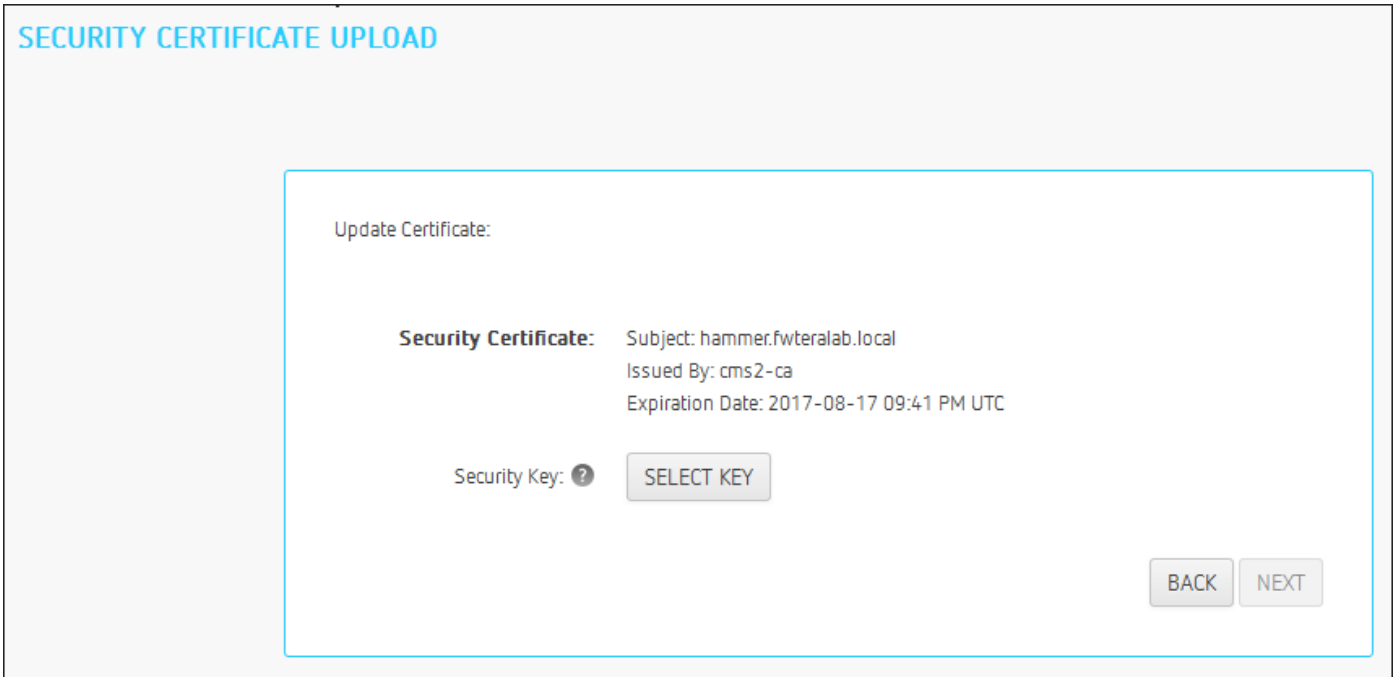 SECURITY CERTIFICATE UPLOAD
Update Certificate:
Security Certificate: Subject: hammer.fwteralab.local
Issued By: cms2-ca
Expiration Date: 2017-08-17 09:41 PM UTC
Security Key: ? SELECT KEY
BACK NEXT